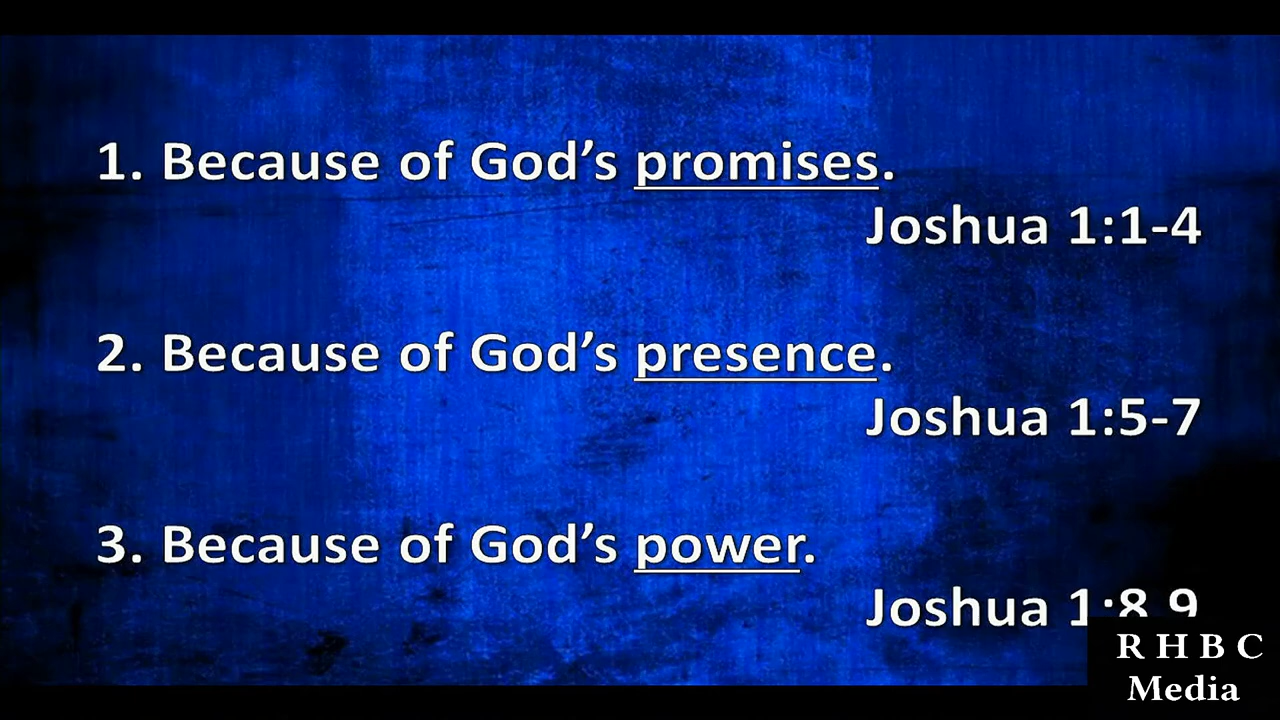 1. Because of God’s promises.
Joshua 1:1-4
2. Because of God’s presence.
Joshua 1:5-7
3. Because of God’s power.
Joshua 1:8 9
R H B C
Media